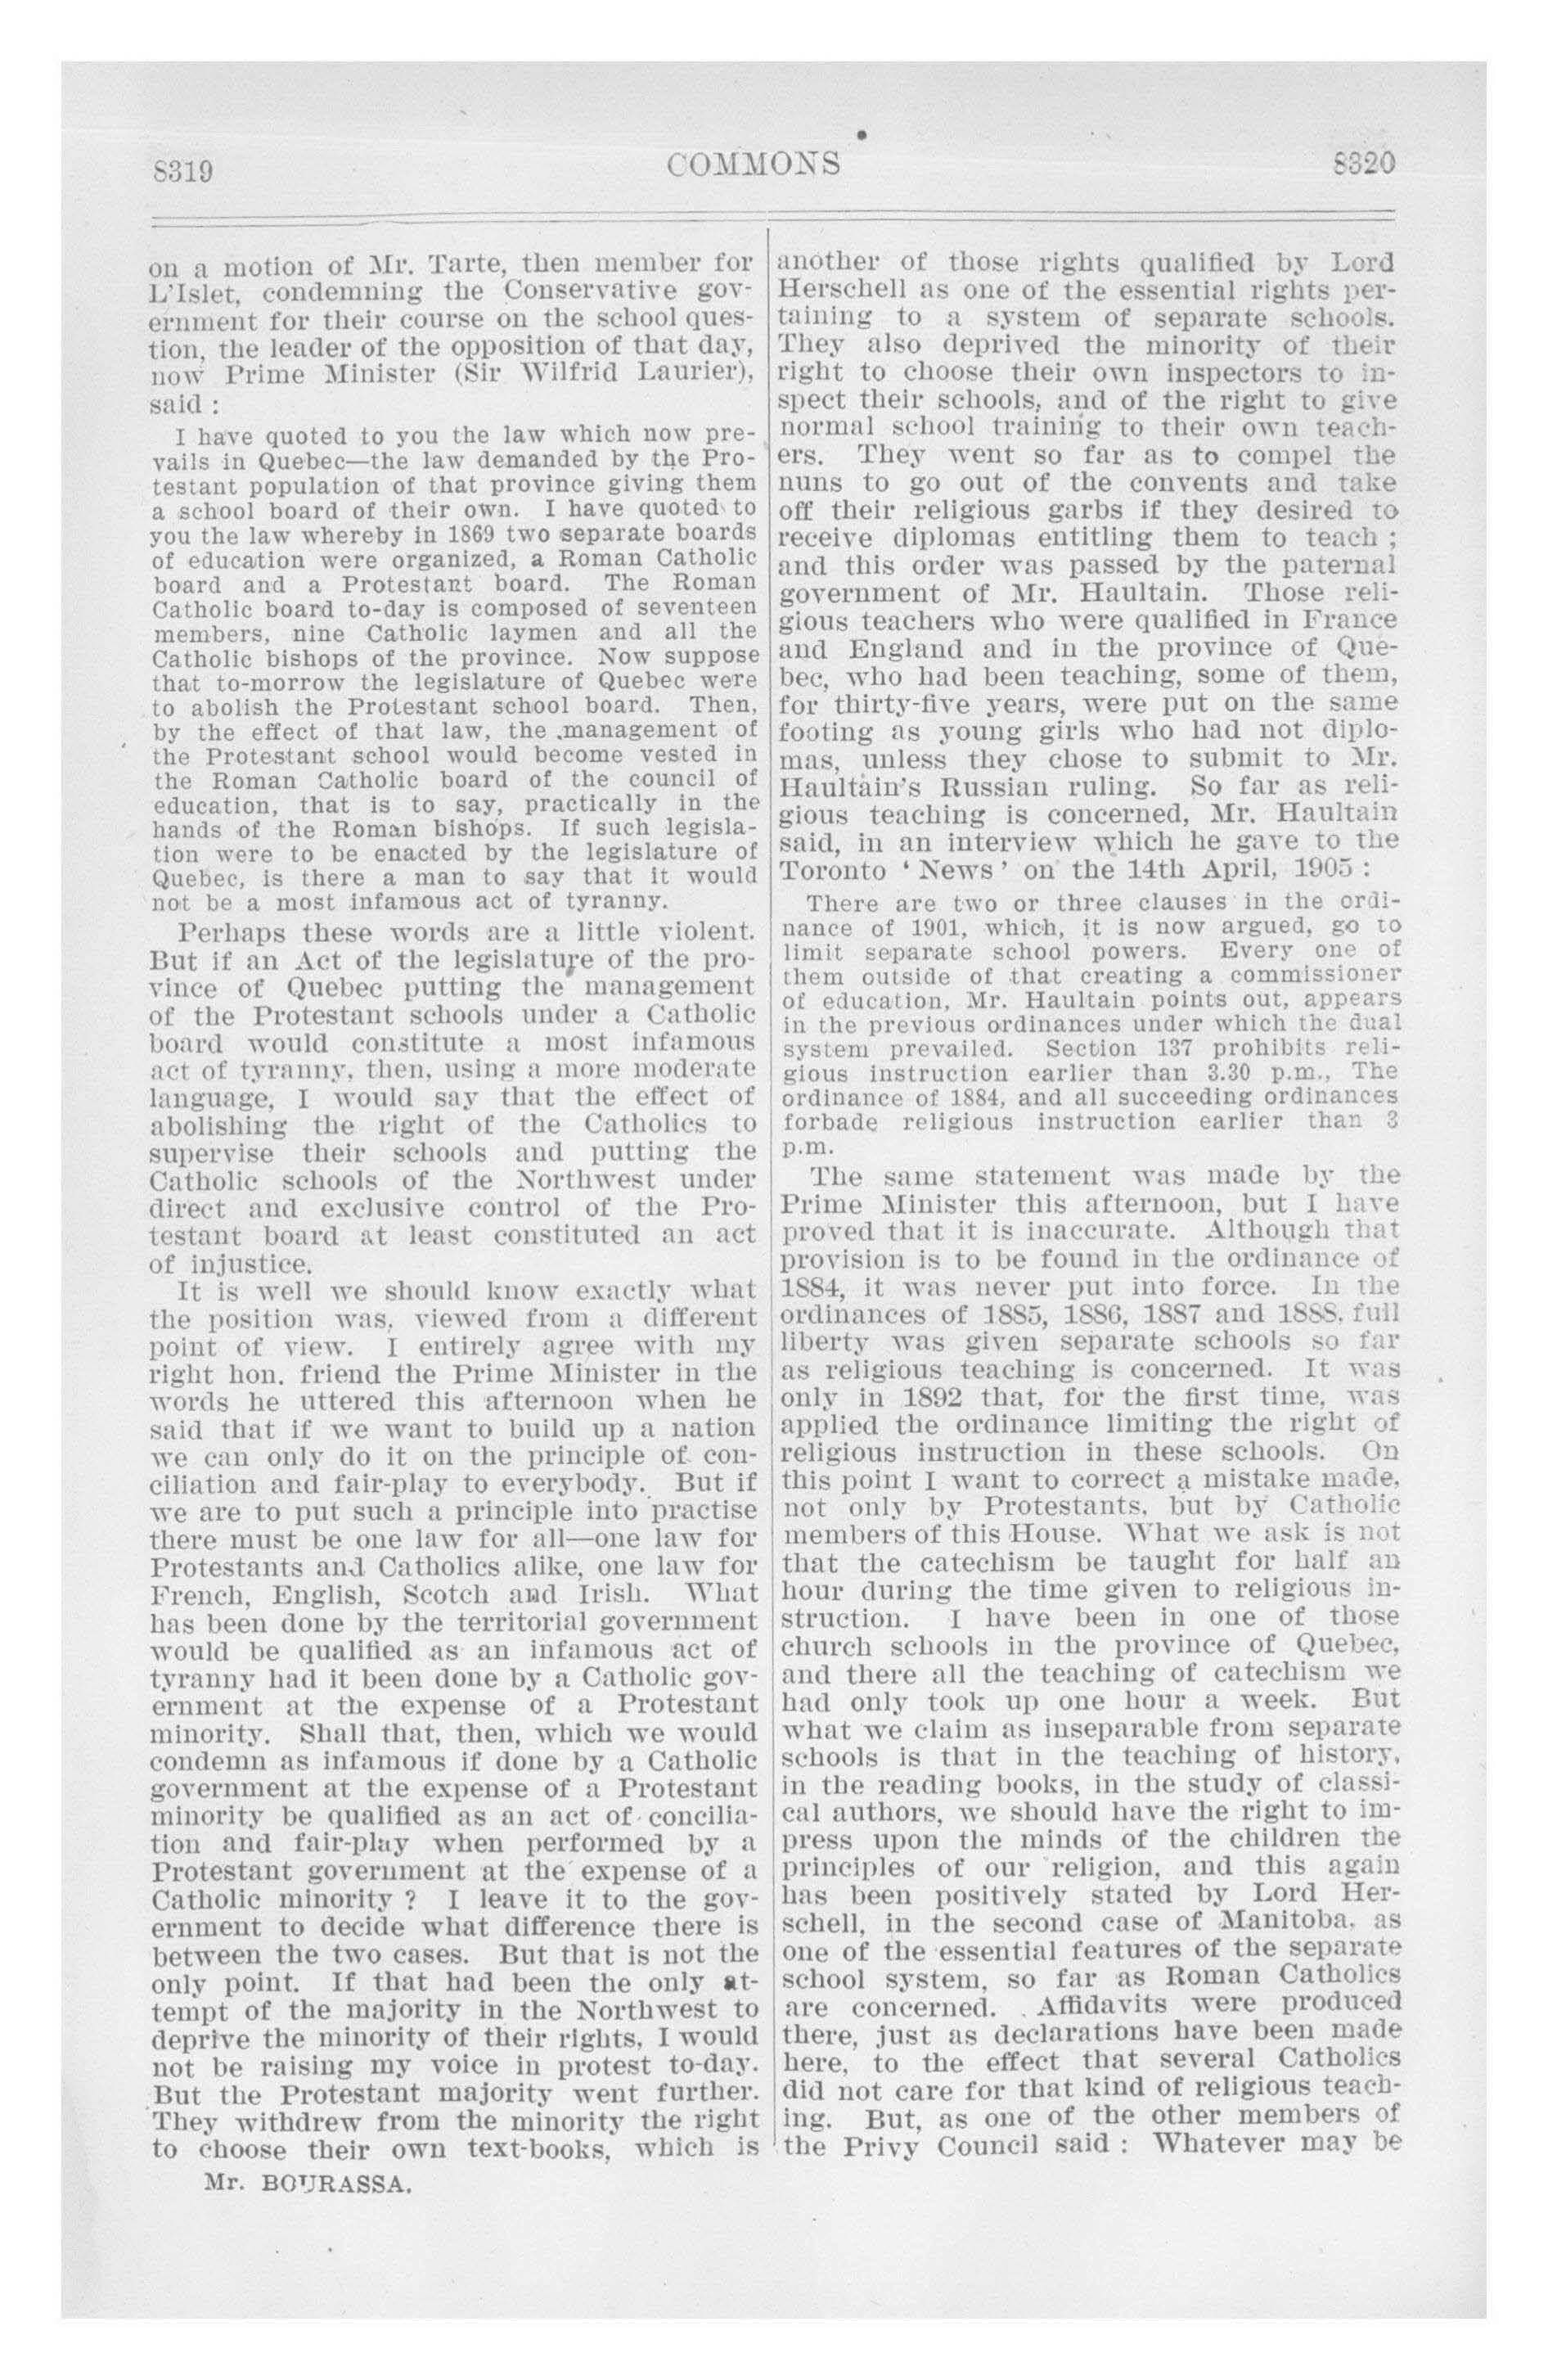 8319
COMMONS
8320
on a motion of Mr. Tarte, then member for
L'Islet, condemning the Conservative gov-
ernment for their course on the school ques-
tion, the leader of the opposition of that day,
now Prime Minister (Sir Wilfrid Laurier),
said :
I have quoted to you the law which now pre-
vails in Quebec—the law demanded by the Pro-
testant population of that province giving them
a school board of their own. I have quoted to
you the law whereby in 1869 two separate boards
of education were organized, a Roman Catholic
board and a Protestant board. The Roman
Catholic board to-day is composed of seventeen
members, nine Catholic laymen and all the
Catholic bishops of the province. Now suppose
that to-morrow the legislature of Quebec were
to abolish the Protestant school board. Then,
by the effect of that law, the management of
the Protestant school would become vested in
the Roman Catholic board of the council of
education, that is to say, practically in the
hands of the Roman bishops. If such legisla-
tion were to be enacted by the legislature of
Quebec, is there a man to say that it would
not be a most infamous act of tyranny.
Perhaps these words are a little violent.
But if an Act of the legislature of the pro-
vince of Quebec putting the management
of the Protestant schools under a Catholic
board would constitute a most infamous
act of tyranny, then, using a more moderate
language, I would say that the effect of
abolishing the right of the Catholics to
supervise their schools and putting the
Catholic schools of the Northwest under
direct and exclusive control of the Pro-
testant board at least constituted an act
of injustice.
It is well we should know exactly what
the position was, viewed from a different
point of view. I entirely agree with my
right hon. friend the Prime Minister in the
words he uttered this afternoon when he
said that if we want to build up a nation
we can only do it on the principle of con-
ciliation and fair-play to everybody. But if
we are to put such a principle into practise
there must be one law for all—one law for
Protestants and Catholics alike, one law for
French, English, Scotch and Irish. What
has been done by the territorial government
would be qualified as an infamous act of
tyranny had it been done by a Catholic gov-
ernment at the expense of a Protestant
minority. Shall that, then, which we would
condemn as infamous if done by a Catholic
government at the expense of a Protestant
minority be qualified as an act of concilia-
tion and fair-play when performed by a
Protestant government at the expense of a
Catholic minority ? I leave it to the gov-
ernment to decide what difference there is
between the two cases. But that is not the
only point. If that had been the only at-
tempt of the majority in the Northwest to
deprive the minority of their rights, I would
not be raising my voice in protest to-day.
But the Protestant majority went further.
They withdrew from the minority the right
to choose their own text-books, which is
Mr. BOURASSA.
another of those rights qualified by Lord
Herschell as one of the essential rights per-
taining to a system of separate schools.
They also deprived the minority of their
right to choose their own inspectors to in-
spect their schools, and of the right to give
normal school training to their own teach-
ers. They went so far as to compel the
nuns to go out of the convents and take
off their religious garbs if they desired to
receive diplomas entitling them to teach ;
and this order was passed by the paternal
government of Mr. Haultain. Those reli-
gious teachers who were qualified in France
and England and in the province of Que-
bec, who had been teaching, some of them,
for thirty-five years, were put on the same
footing as young girls who had not diplo-
mas, unless they chose to submit to Mr.
Haultain's Russian ruling. So far as reli-
gious teaching is concerned, Mr. Haultain
said, in an interview which he gave to the
Toronto ' News ' on the 14th April, 1905 :
There are two or three clauses in the ordi-
nance of 1901, which, it is now argued, go to
limit separate school powers. Every one of
them outside of that creating a commissioner
of education, Mr. Haultain points out, appears
in the previous ordinances under which the dual
system prevailed. Section 137 prohibits reli-
gious instruction earlier than 3.30 p.m., The
ordinance of 1884, and all succeeding ordinances
forbade religious instruction earlier than 3
p.m.
The same statement was made by the
Prime Minister this afternoon, but I have
proved that it is inaccurate. Although that
provision is to be found in the ordinance of
1884, it was never put into force. In the
ordinances of 1885, 1886, 1887 and 1888, full
liberty was given separate schools so far
as religious teaching is concerned. It was
only in 1892 that, for the first time, was
applied the ordinance limiting the right of
religious instruction in these schools. On
this point I want to correct a mistake made,
not only by Protestants, but by Catholic
members of this House. What we ask is not
that the catechism be taught for half an
hour during the time given to religious in-
struction. I have been in one of those
church schools in the province of Quebec,
and there all the teaching of catechism we
had only took up one hour a week. But
what we claim as inseparable from separate
schools is that in the teaching of history,
in the reading books, in the study of classi-
cal authors, we should have the right to im-
press upon the minds of the children the
principles of our religion, and this again
has been positively stated by Lord Her-
schell, in the second case of Manitoba, as
one of the essential features of the separate
school system, so far as Roman Catholics
are concerned. Affidavits were produced
there, just as declarations have been made
here, to the effect that several Catholics
did not care for that kind of religious teach-
ing. But, as one of the other members of
the Privy Council said : Whatever may be